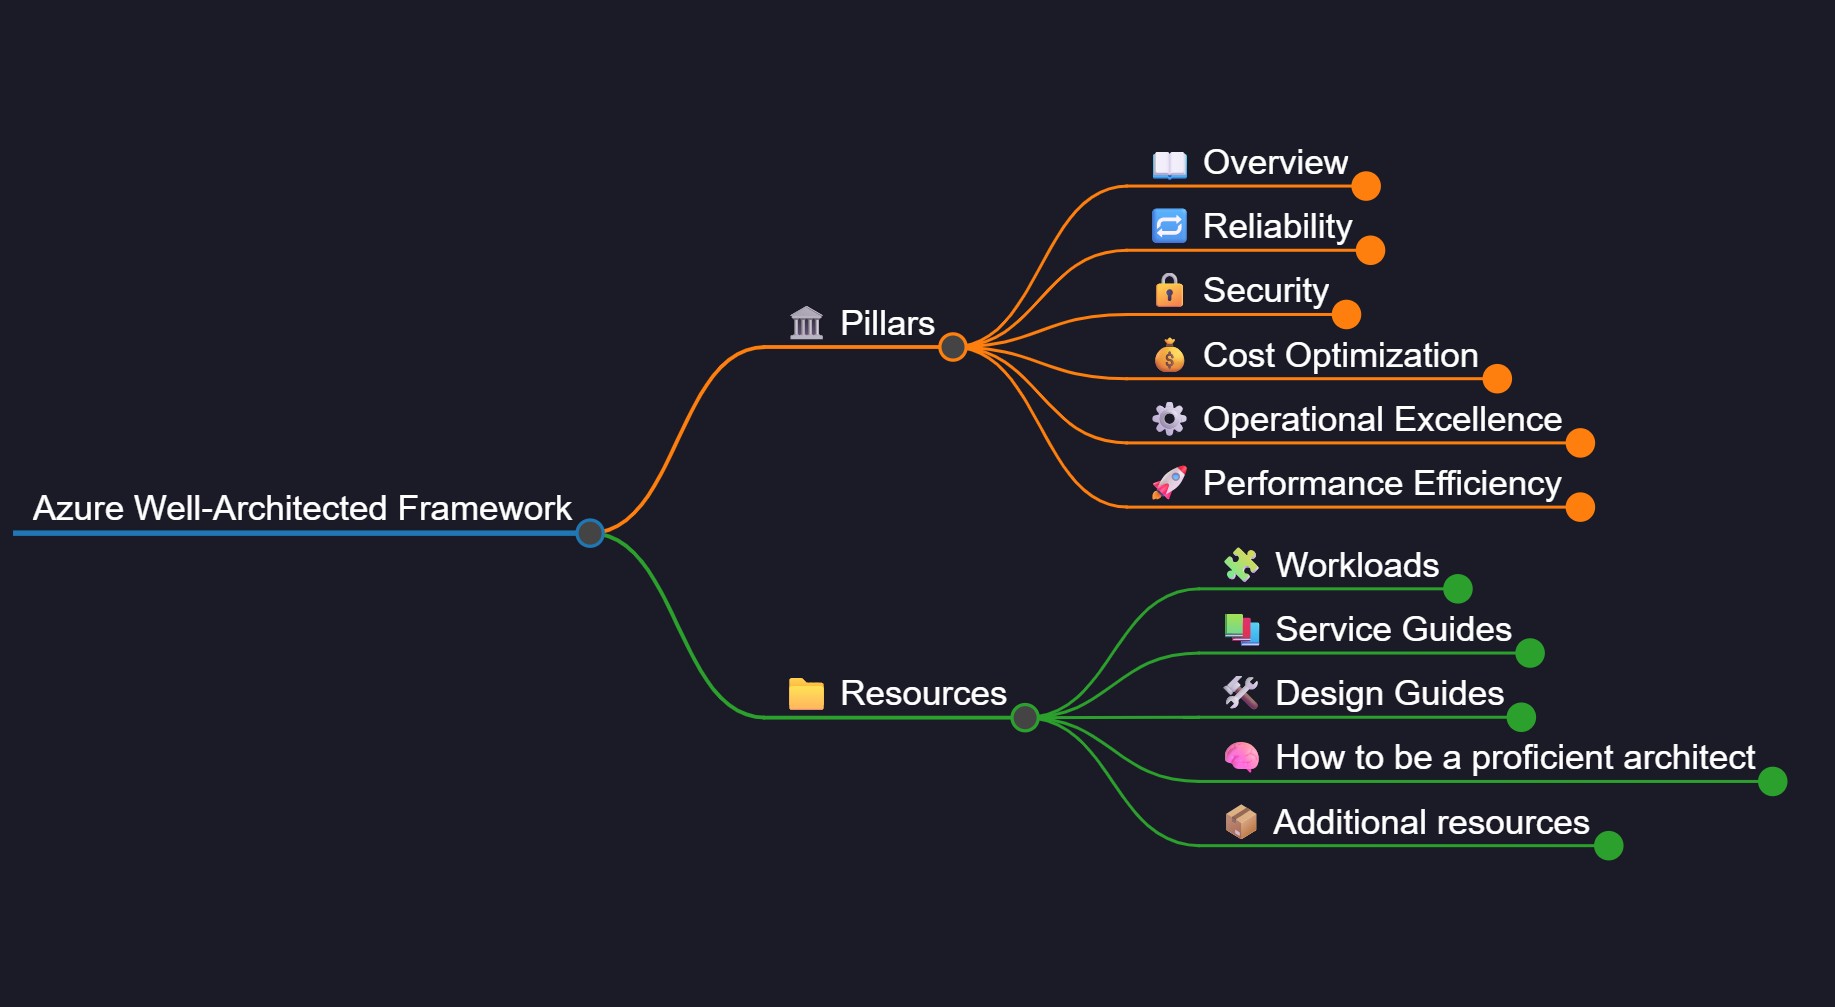 Azure Well-Architected Framework
Pillars
Overview
Reliability
Security
Cost Optimization
Operational Excellence
Performance Efficiency
Resources
Workloads
Service Guides
Design Guides
How to be a proficient architect
Additional resources